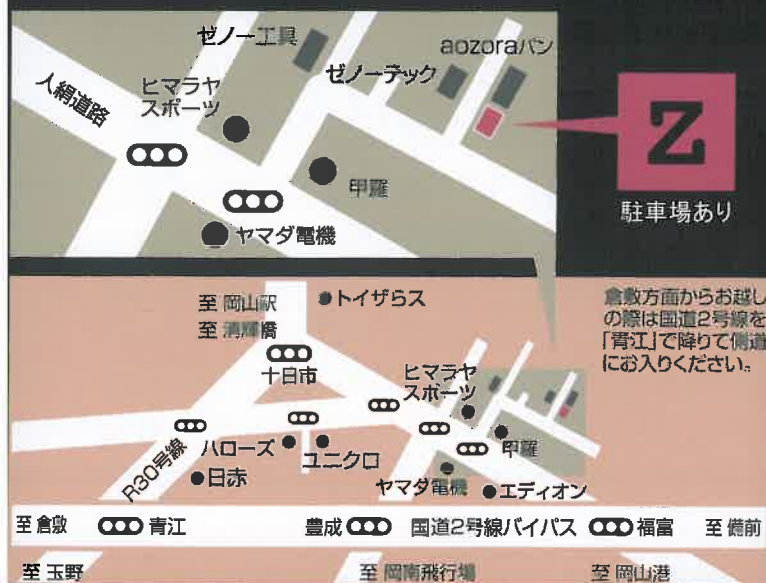 ゼノー工具
aozoraパン
ゼノーテック
ヒマラヤ
スポーツ
人絹道路
甲羅
ヤマダ電機
Z
駐車場あり
至 岡山駅
至 清輝橋
トイザらス
倉敷方面からお越し
の際は国道2号線を
「青江」で降りて側道
にお入りください。
十日市
ヒマラヤ
スポーツ
R30号線
ハローズ
ユニクロ
甲羅
日赤
ヤマダ電機
エディオン
至 倉敷
青江
豊成
国道2号線バイパス
福富
至 備前
至 玉野
至 岡南飛行場
至 岡山港